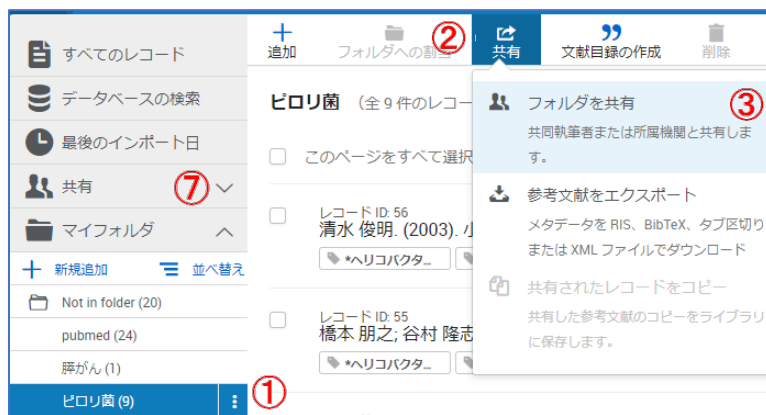 すべてのレコード
データベースの検索
最後のインポート日
共有 ⑦
マイフォルダ
新規追加 並べ替え
Not in folder (20)
pubmed (24)
膵がん (1)
ピロリ菌 (9) ①
追加 フォルダへの割 ② 共有 文献目録の作成 削除
ピロリ菌 (全 9 件のレコー
このページをすべて選択
レコード ID: 56
清水 俊明. (2003).
*ヘリコバクタ...
レコード ID: 55
橋本 朋之; 谷村 隆志
*ヘリコバクタ...
フォルダを共有 ③
共同執筆者または所属機関と共有しま
す。
参考文献をエクスポート
メタデータを RIS、BibTeX、タブ区切り
または XML ファイルでダウンロード
共有されたレコードをコピー
共有した参考文献のコピーをライブラリ
に保存します。